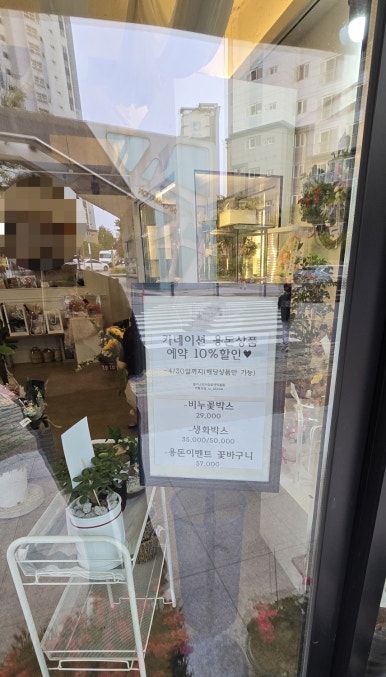 카네이션 용돈상품
예약 10%할인♥
~4/30일까지(해당상품만 가능)
-비누꽃박스
29,000
-생화박스
35,000/50,000
-용돈이벤트 꽃바구니
57,000